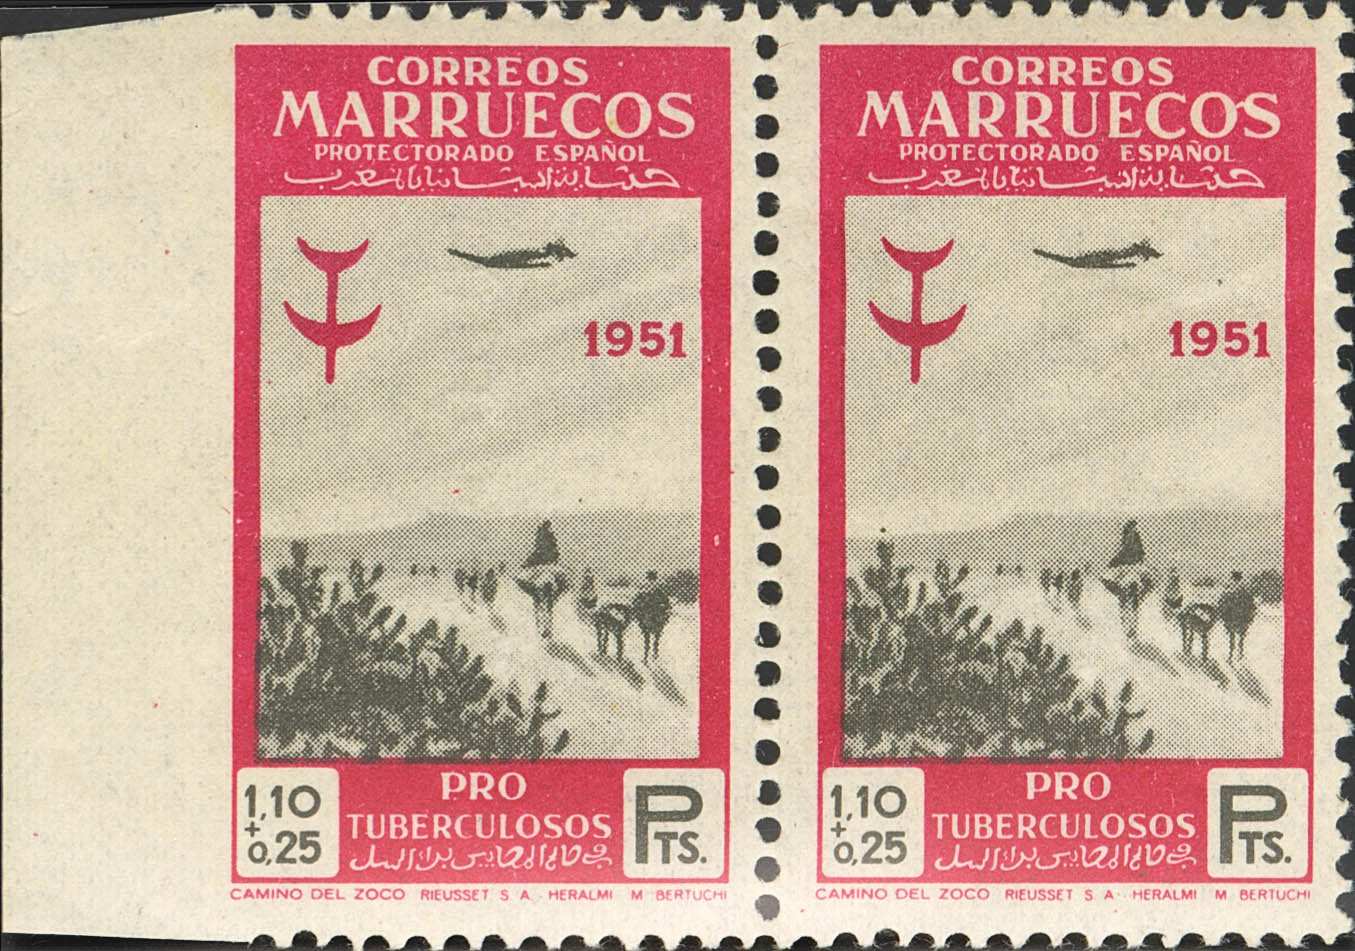 CORREOS
MARRUECOS
PROTECTORADO ESPAÑOL
1951
1,10
+
0,25
PRO
TUBERCULOSOS
PTS.
CAMINO DEL ZOCO RIEUSSET S. A. - HERALMI M BERTUCHI
CORREOS
MARRUECOS
PROTECTORADO ESPAÑOL
1951
1,10
+
0,25
PRO
TUBERCULOSOS
PTS.
CAMINO DEL ZOCO RIEUSSET S. A. - HERALMI M BERTUCHI